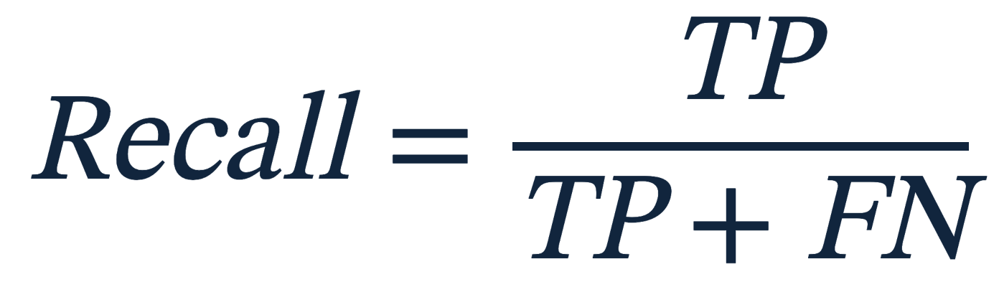 TP
Recall =
TP + FN